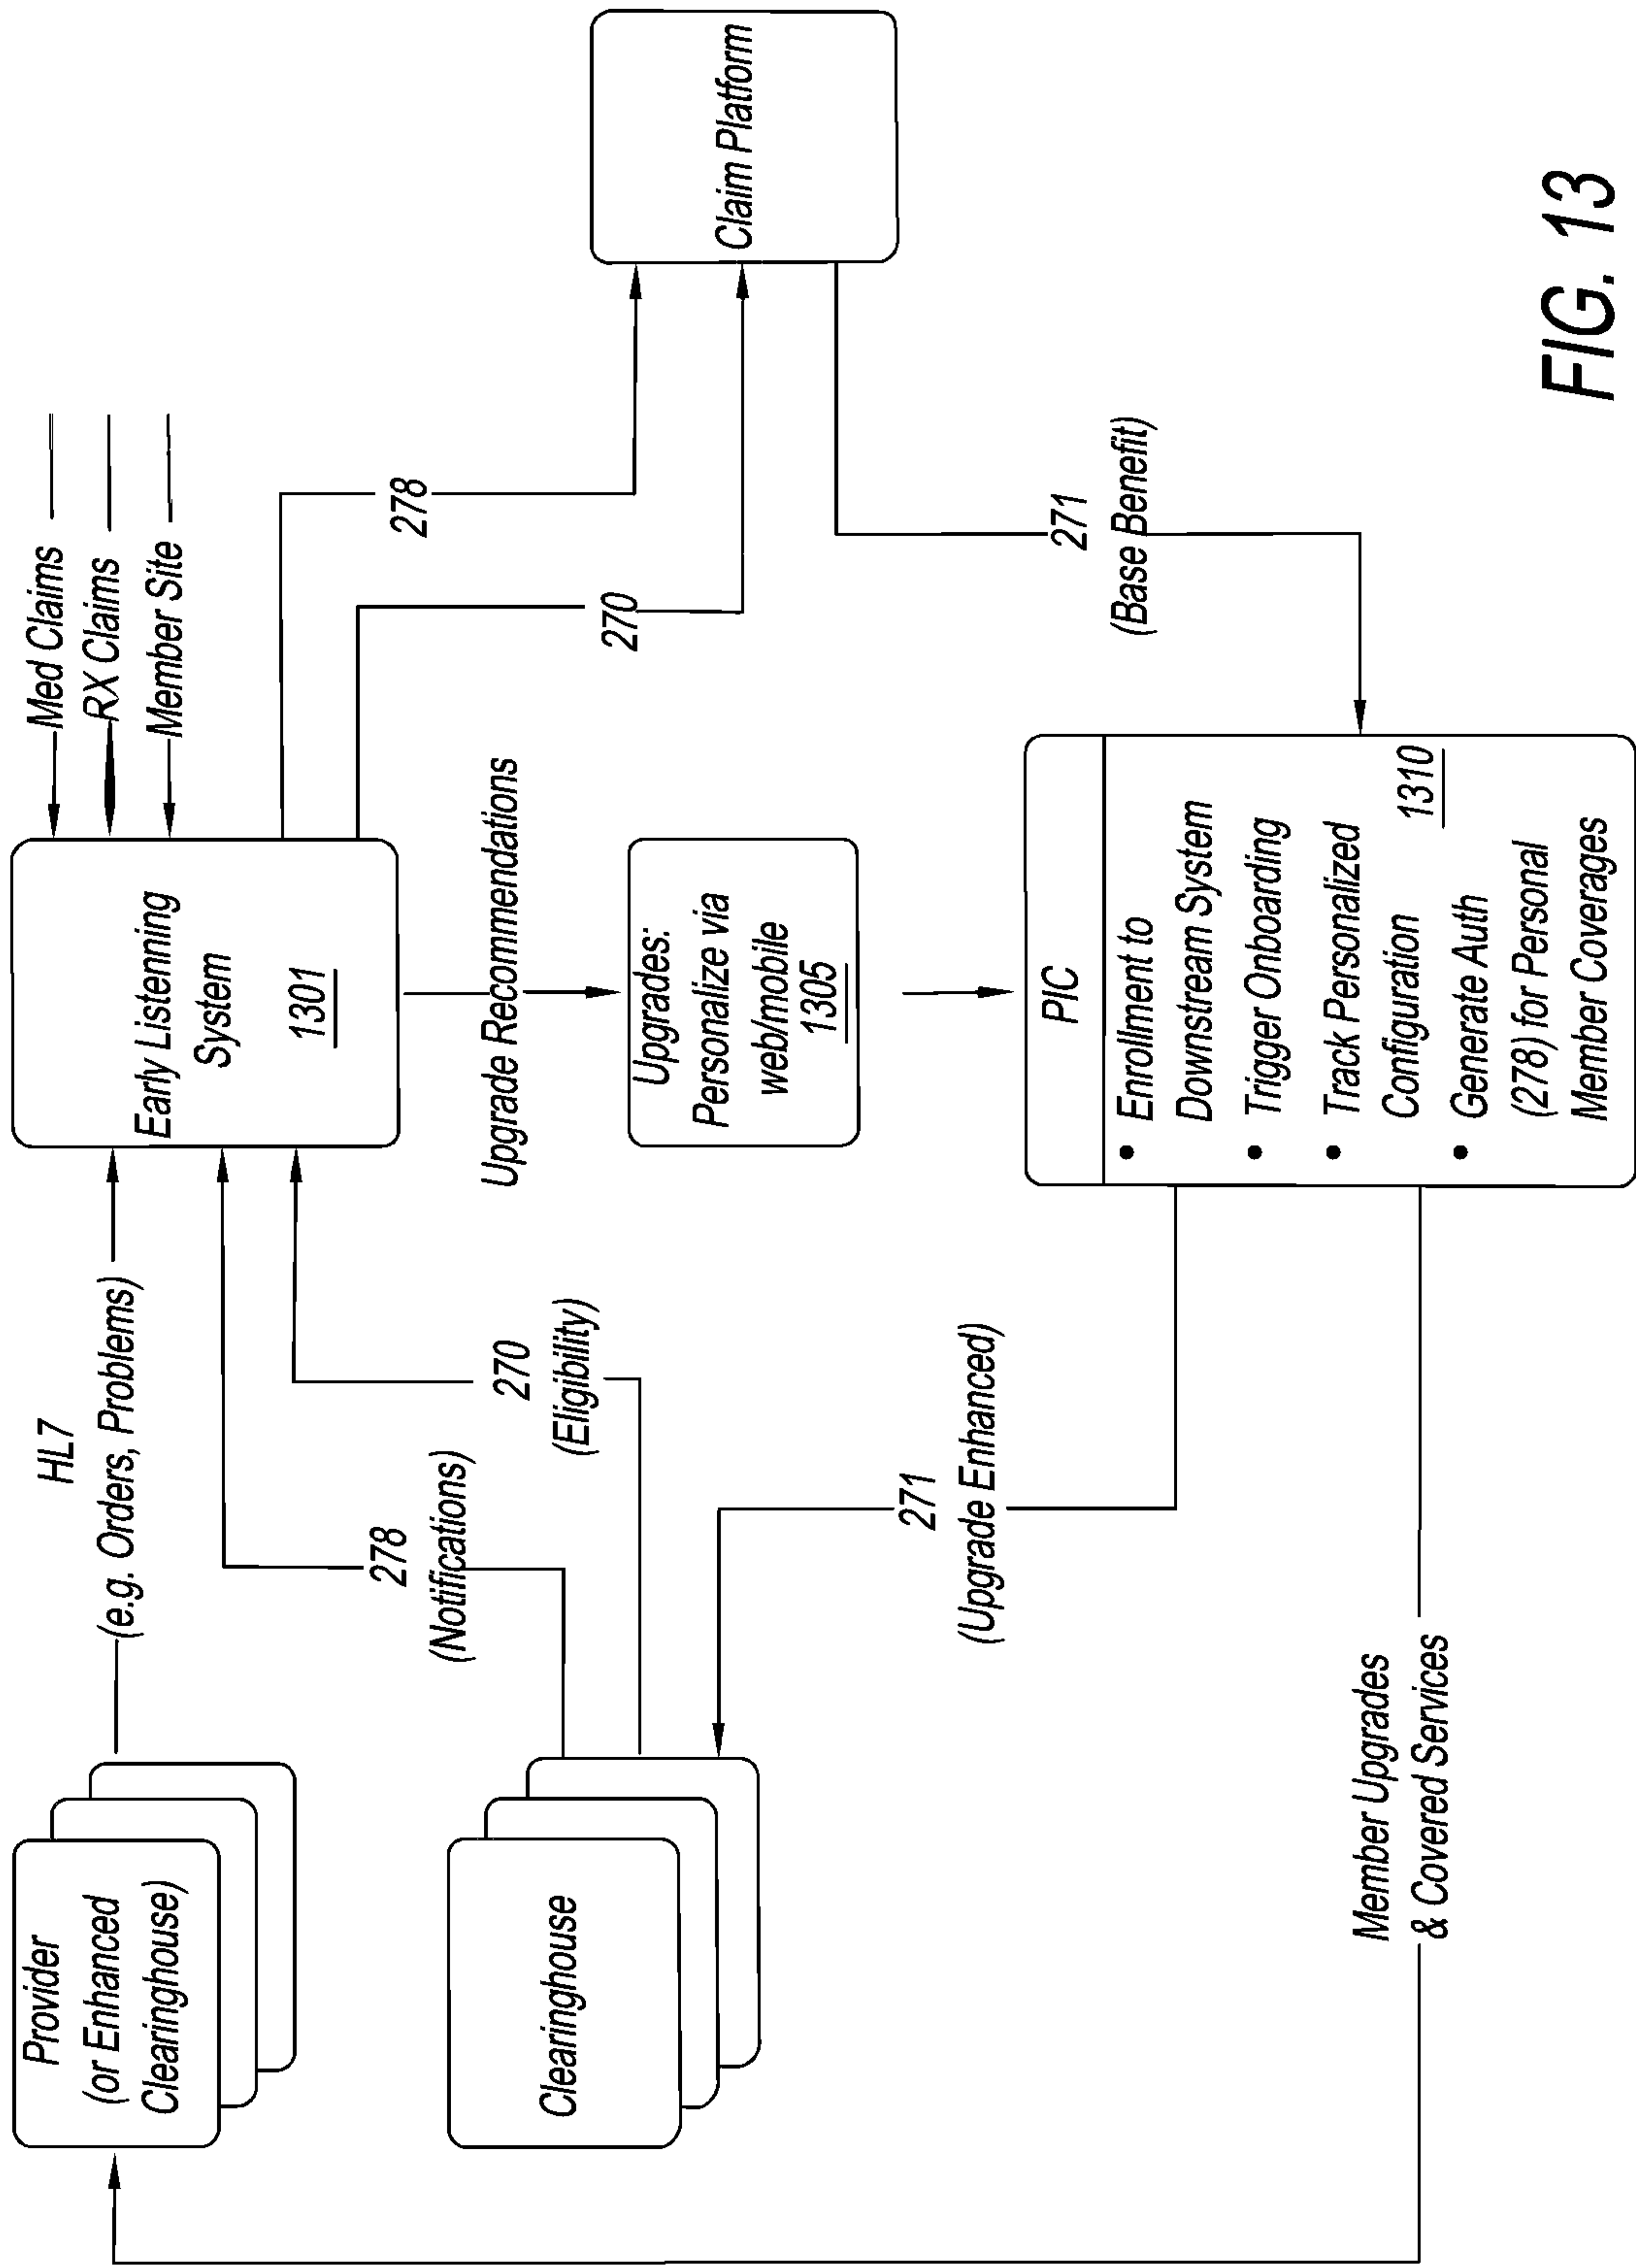 Provider
(or Enhanced
Clearinghouse)
HL7
(e.g. Orders, Problems)
Early Listenning
System
1301
Med Claims
RX Claims
Member Site
278
(Notifications)
270
(Eligibility)
Clearinghouse
Upgrade Recommendations
278
270
Claim Platform
Upgrades:
Personalize via
web/mobile
1305
271
(Upgrade Enhanced)
271
(Base Benefit)
PIC
• Enrollment to
Downstream System
• Trigger Onboarding
• Track Personalized
Configuration
1310
• Generate Auth
(278) for Personal
Member Coverages
Member Upgrades
& Covered Services
FIG. 13